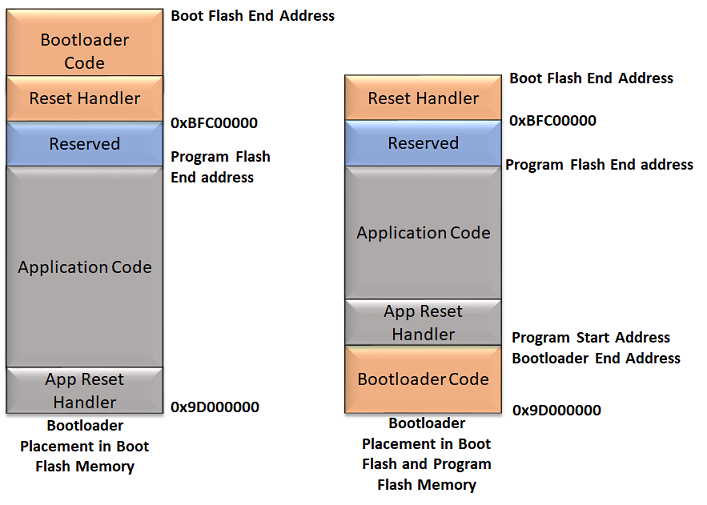 Boot Flash End Address
Bootloader
Code
Reset Handler
0xBFC00000
Reserved
Program Flash
End address
Application Code
App Reset
Handler
0x9D000000
Bootloader
Placement in Boot
Flash Memory
Boot Flash End Address
Reset Handler
0xBFC00000
Reserved
Program Flash End address
Application Code
App Reset
Handler
Program Start Address
Bootloader End Address
Bootloader Code
0x9D000000
Bootloader
Placement in Boot
Flash and Program
Flash Memory